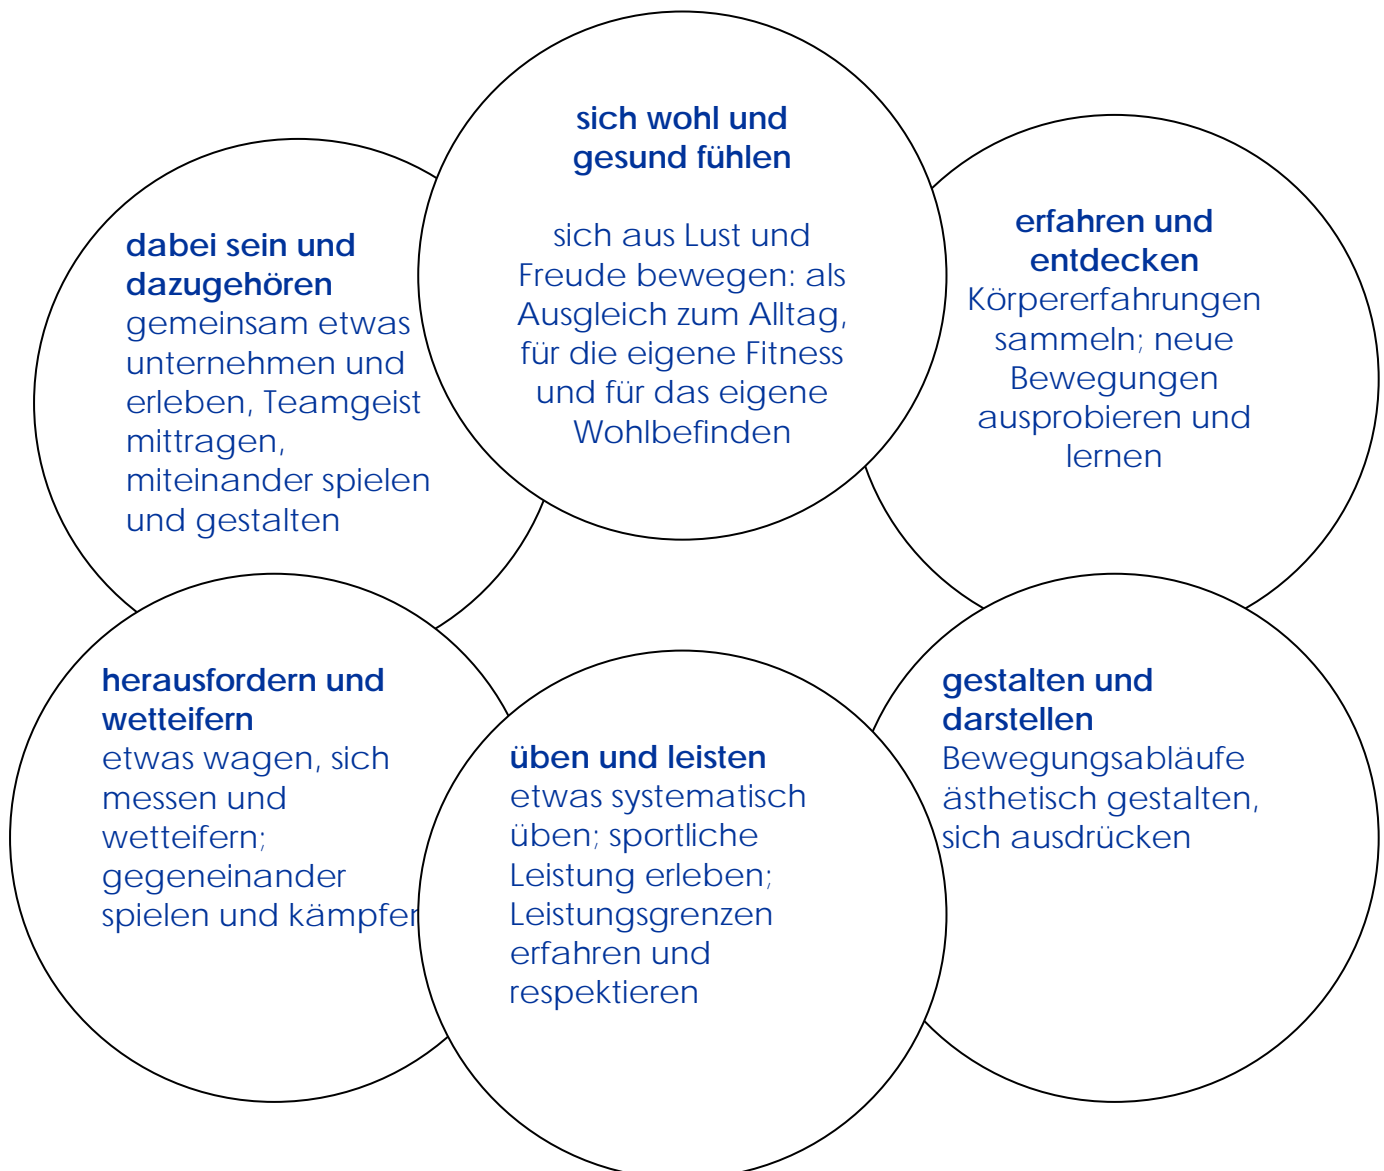 sich wohl und
gesund fühlen
sich aus Lust und
Freude bewegen: als
Ausgleich zum Alltag,
für die eigene Fitness
und für das eigene
Wohlbefinden
dabei sein und
dazugehören
gemeinsam etwas
unternehmen und
erleben, Teamgeist
mittragen,
miteinander spielen
und gestalten
erfahren und
entdecken
Körpererfahrungen
sammeln; neue
Bewegungen
ausprobieren und
lernen
herausfordern und
wetteifern
etwas wagen, sich
messen und
wetteifern;
gegeneinander
spielen und kämpfen
üben und leisten
etwas systematisch
üben; sportliche
Leistung erleben;
Leistungsgrenzen
erfahren und
respektieren
gestalten und
darstellen
Bewegungsabläufe
ästhetisch gestalten,
sich ausdrücken